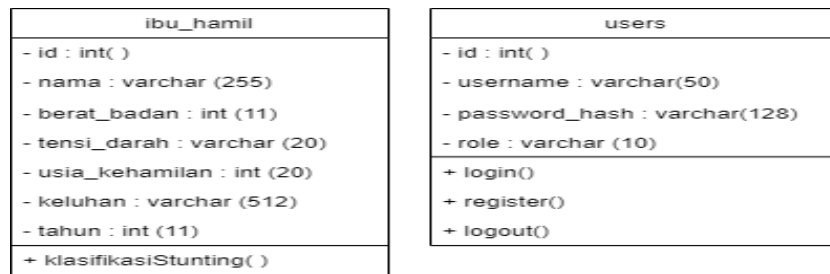 ibu_hamil
- id : int( )
- nama : varchar (255)
- berat_badan : int (11)
- tensi_darah : varchar (20)
- usia_kehamilan : int (20)
- keluhan : varchar (512)
- tahun : int (11)
+ klasifikasiStunting( )
users
- id : int( )
- username : varchar(50)
- password_hash : varchar(128)
- role : varchar (10)
+ login()
+ register()
+ logout()